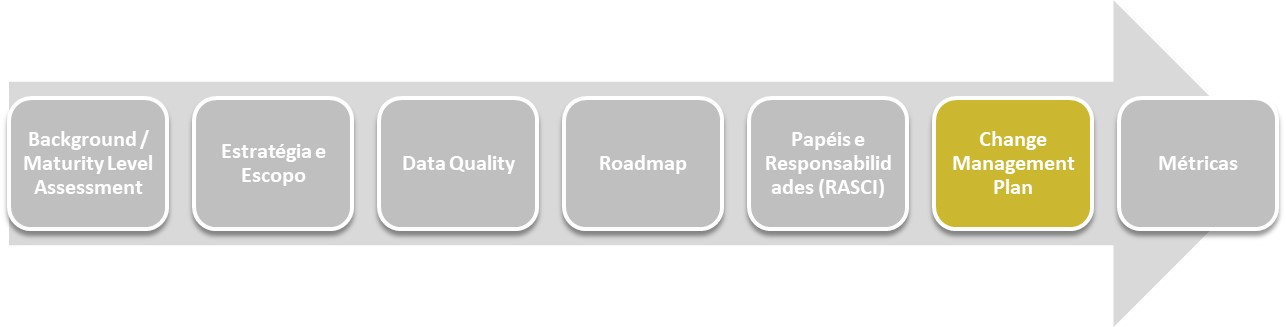 Background /
Maturity Level
Assessment
Estratégia e
Escopo
Data Quality
Roadmap
Papéis e
Responsabilid
ades (RASCI)
Change
Management
Plan
Métricas